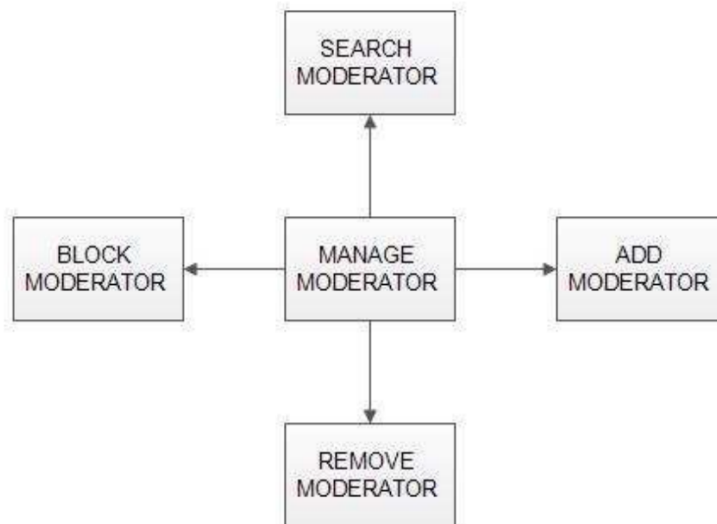 SEARCH
MODERATOR
BLOCK
MODERATOR
MANAGE
MODERATOR
ADD
MODERATOR
REMOVE
MODERATOR